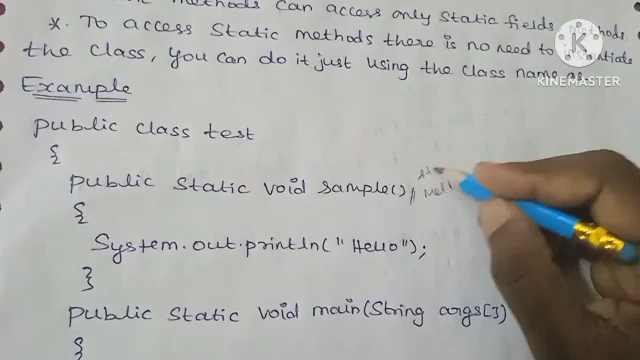 methods can access only static fields methods
* To access static methods there is no need to
the class, you can do it just using the class name as
KINEMASTER
Example
public class test
{
public static void sample() //
{
System.out.println("Hello");
}
public static void main(String args[])
{